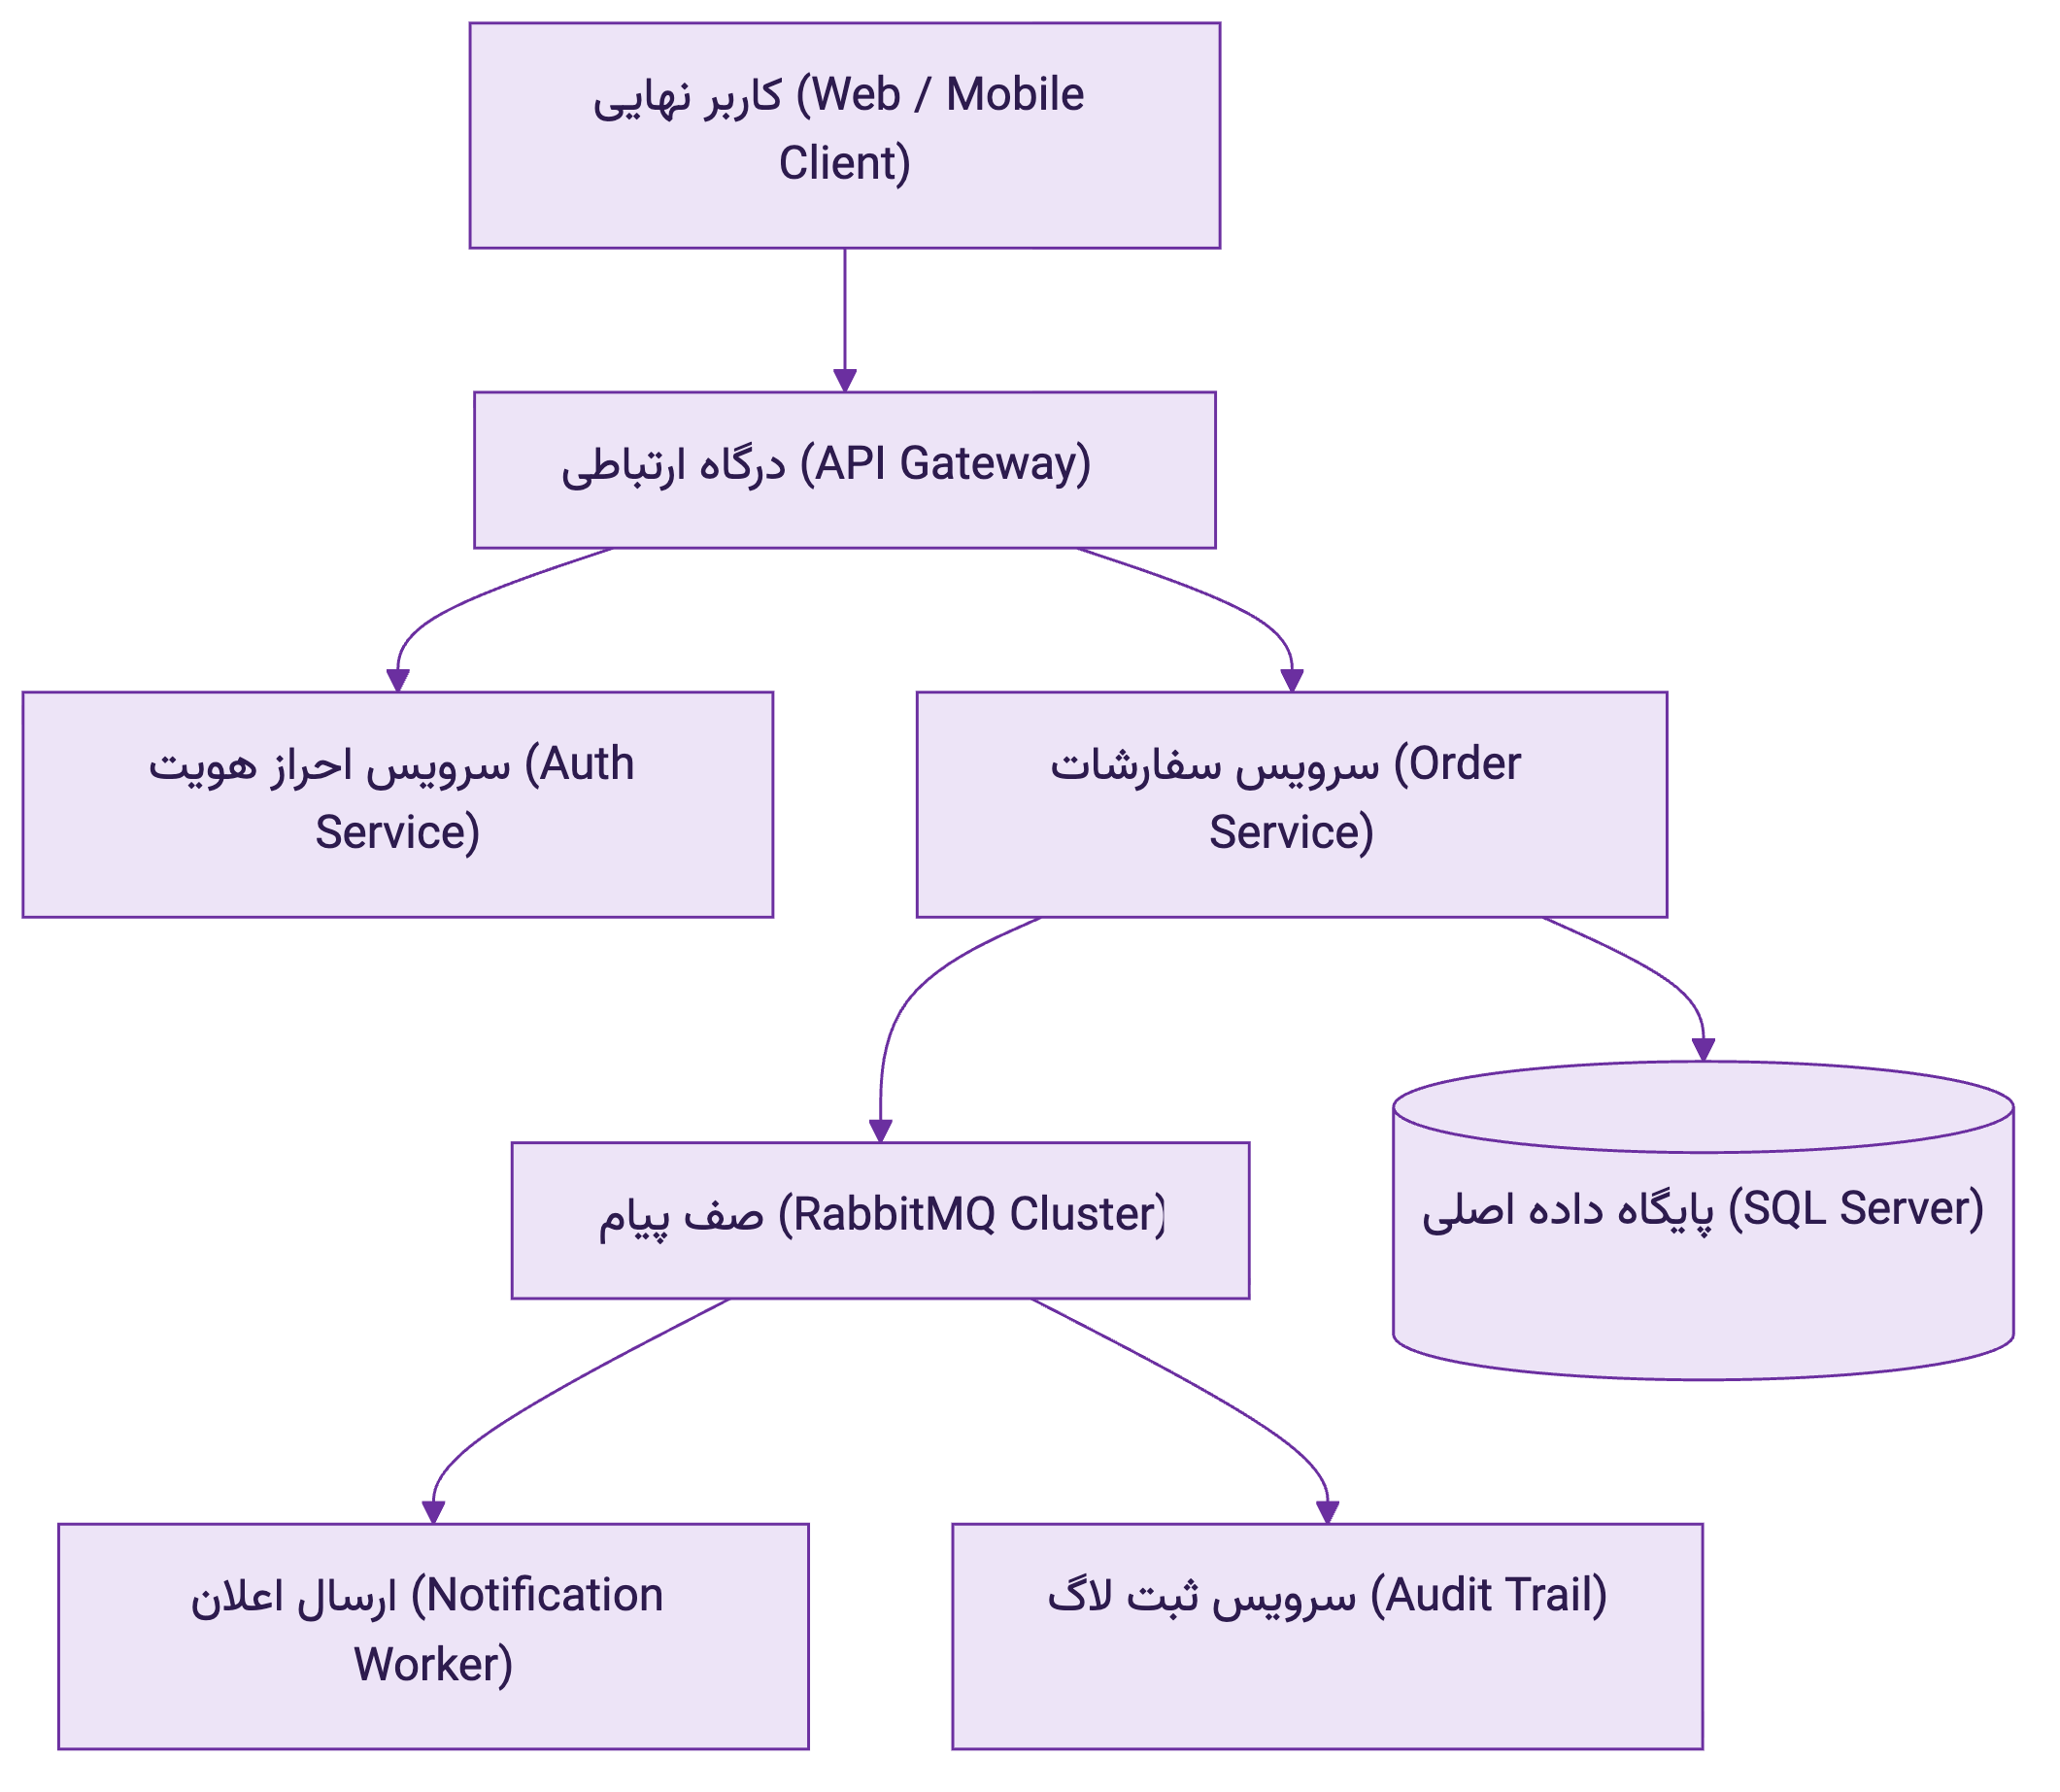 کاربر نهایی (Web / Mobile
Client)
درگاه ارتباطی (API Gateway)
سرویس احراز هویت (Auth
Service)
سرویس سفارشات (Order
Service)
صف پیام (RabbitMQ Cluster)
پایگاه داده اصلی (SQL Server)
ارسال اعلان (Notification
Worker)
سرویس ثبت لاگ (Audit Trail)